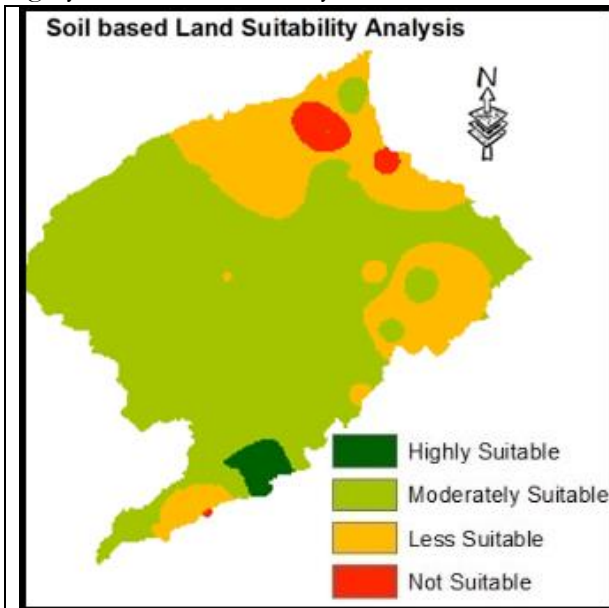 Soil based Land Suitability Analysis
N
Highly Suitable
Moderately Suitable
Less Suitable
Not Suitable